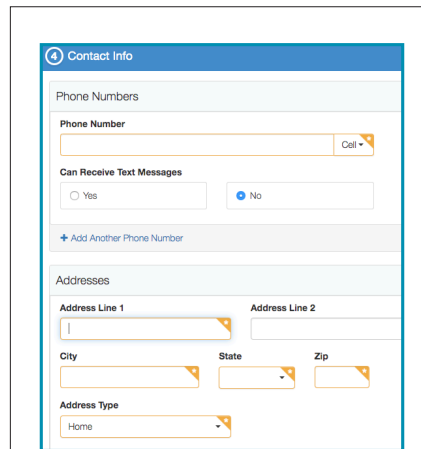 4 Contact Info
Phone Numbers
Phone Number
Cell
Can Receive Text Messages
Yes No
+ Add Another Phone Number
Addresses
Address Line 1 Address Line 2
City State Zip
Address Type
Home